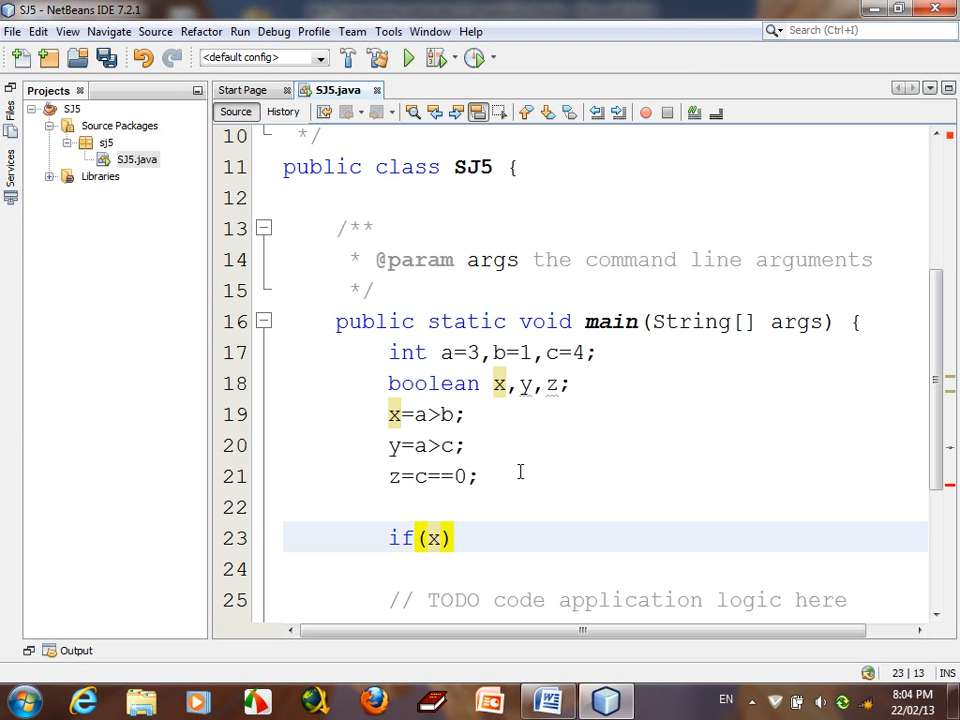 SJ5 - NetBeans IDE 7.2.1
File Edit View Navigate Source Refactor Run Debug Profile Team Tools Window Help
Search (Ctrl+I)
<default config>
Projects
Start Page
SJ5.java
Files
Services
SJ5
Source Packages
sj5
SJ5.java
Libraries
Source History
10 */
11 public class SJ5 {
12
13 /**
14 * @param args the command line arguments
15 */
16 public static void main(String[] args) {
17 int a=3,b=1,c=4;
18 boolean x,y,z;
19 x=a>b;
20 y=a>c;
21 z=c==0;
22
23 if(x)
24
25 // TODO code application logic here
Output
23 | 13 INS
EN
8:04 PM
22/02/13